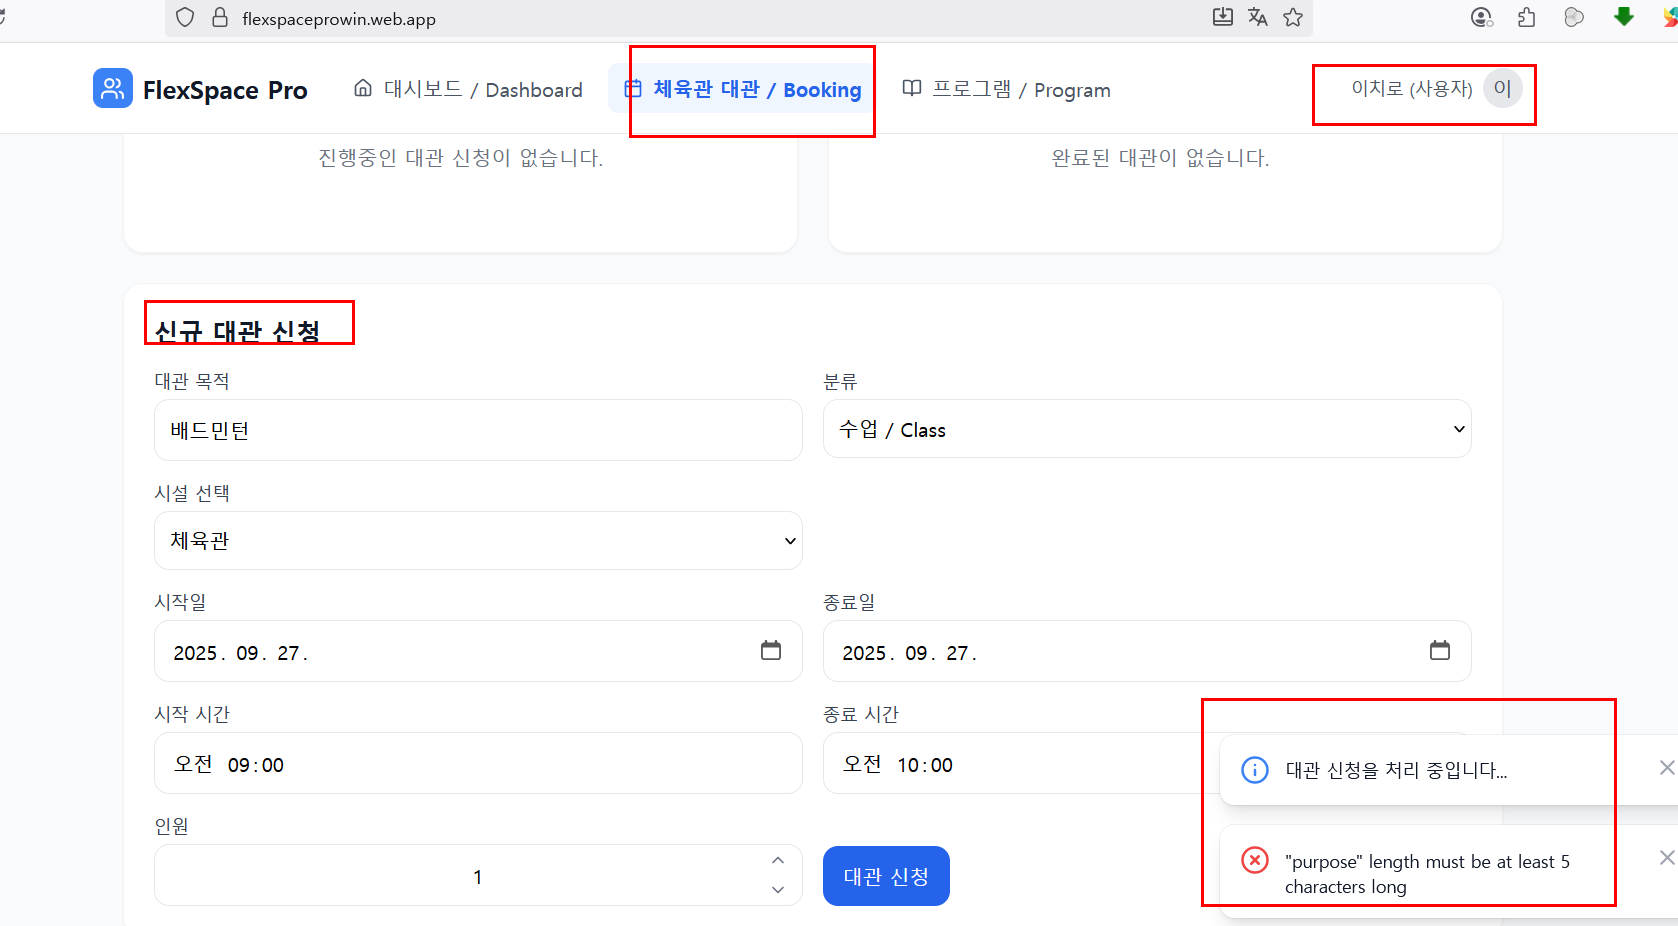 flexspaceprowin.web.app
FlexSpace Pro
대시보드 / Dashboard
체육관 대관 / Booking
프로그램 / Program
이치로 (사용자)
이
진행중인 대관 신청이 없습니다.
완료된 대관이 없습니다.
신규 대관 신청
대관 목적
분류
배드민턴
수업 / Class
시설 선택
체육관
시작일
종료일
2025. 09. 27.
2025. 09. 27.
시작 시간
종료 시간
오전 09:00
오전 10:00
대관 신청을 처리 중입니다...
인원
1
대관 신청
"purpose" length must be at least 5
characters long